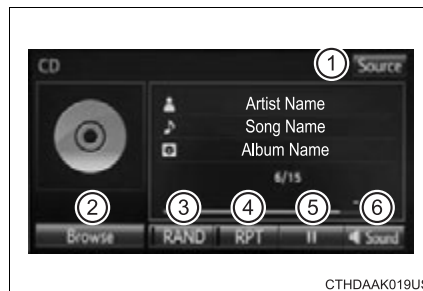 CD
1
Source
Artist Name
Song Name
Album Name
6/15
2
3
4
5
6
Browse
RAND
RPT
Sound
CTHDAAK019US